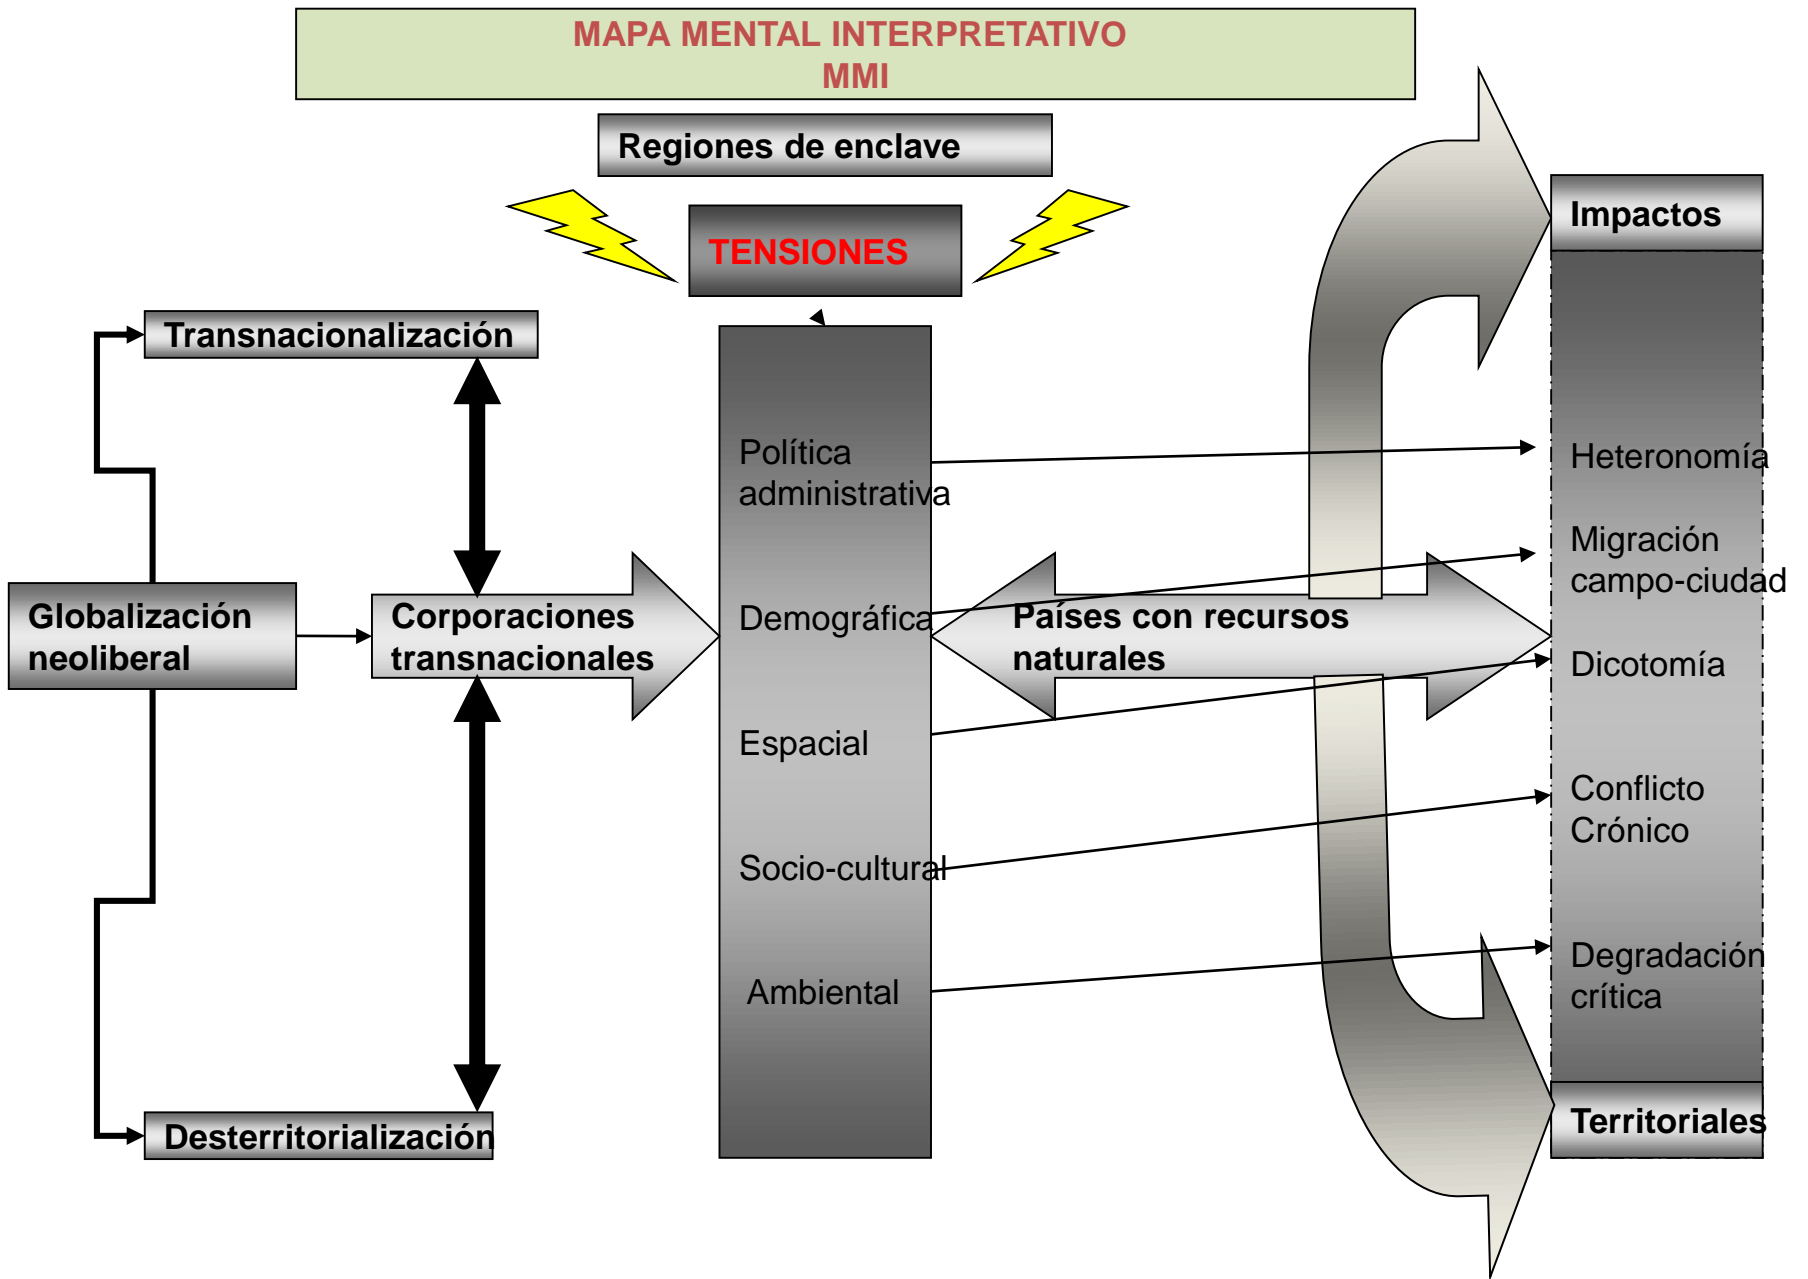 MAPA MENTAL INTERPRETATIVO
MMI
Regiones de enclave
TENSIONES
Transnacionalización
Globalización
neoliberal
Corporaciones
transnacionales
Desterritorialización
Política
administrativa
Demográfica
Espacial
Socio-cultural
Ambiental
Países con recursos
naturales
Impactos
Heteronomía
Migración
campo-ciudad
Dicotomía
Conflicto
Crónico
Degradación
crítica
Territoriales